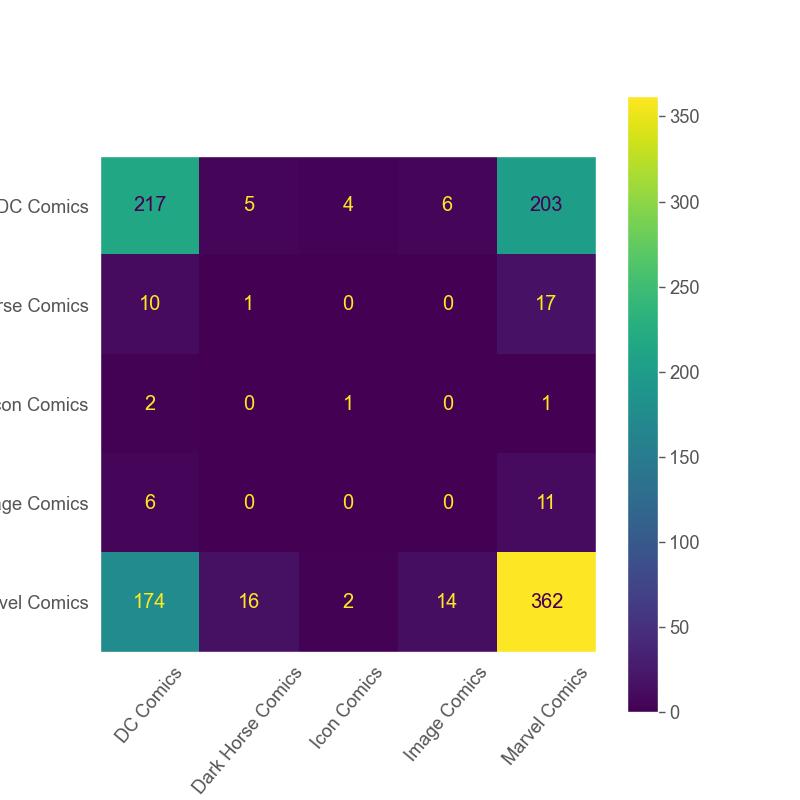 350
300
250
200
150
100
50
0
DC Comics 217 5 4 6 203
rse Comics 10 1 0 0 17
con Comics 2 0 1 0 1
age Comics 6 0 0 0 11
vel Comics 174 16 2 14 362
DC Comics
Dark Horse Comics
Icon Comics
Image Comics
Marvel Comics